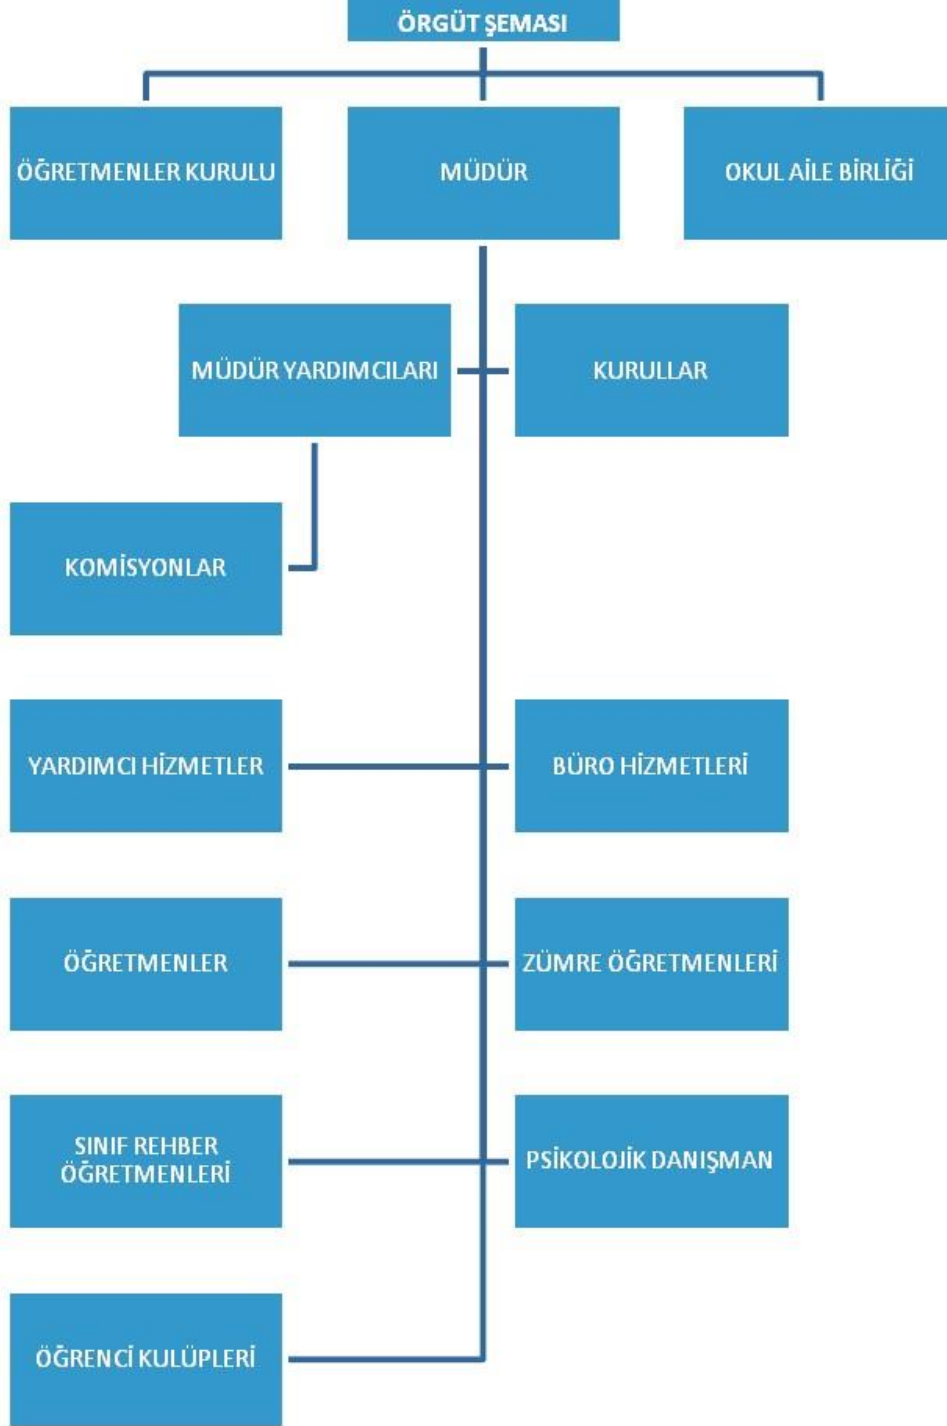 ÖRGÜT ŞEMASI
ÖĞRETMENLER KURULU
MÜDÜR
OKUL AİLE BİRLİĞİ
MÜDÜR YARDIMCILARI
KURULLAR
KOMİSYONLAR
YARDIMCI HİZMETLER
BÜRO HİZMETLERİ
ÖĞRETMENLER
ZÜMRE ÖĞRETMENLERİ
SINIF REHBER
ÖĞRETMENLERİ
PSİKOLOJİK DANIŞMAN
ÖĞRENCİ KULÜPLERİ